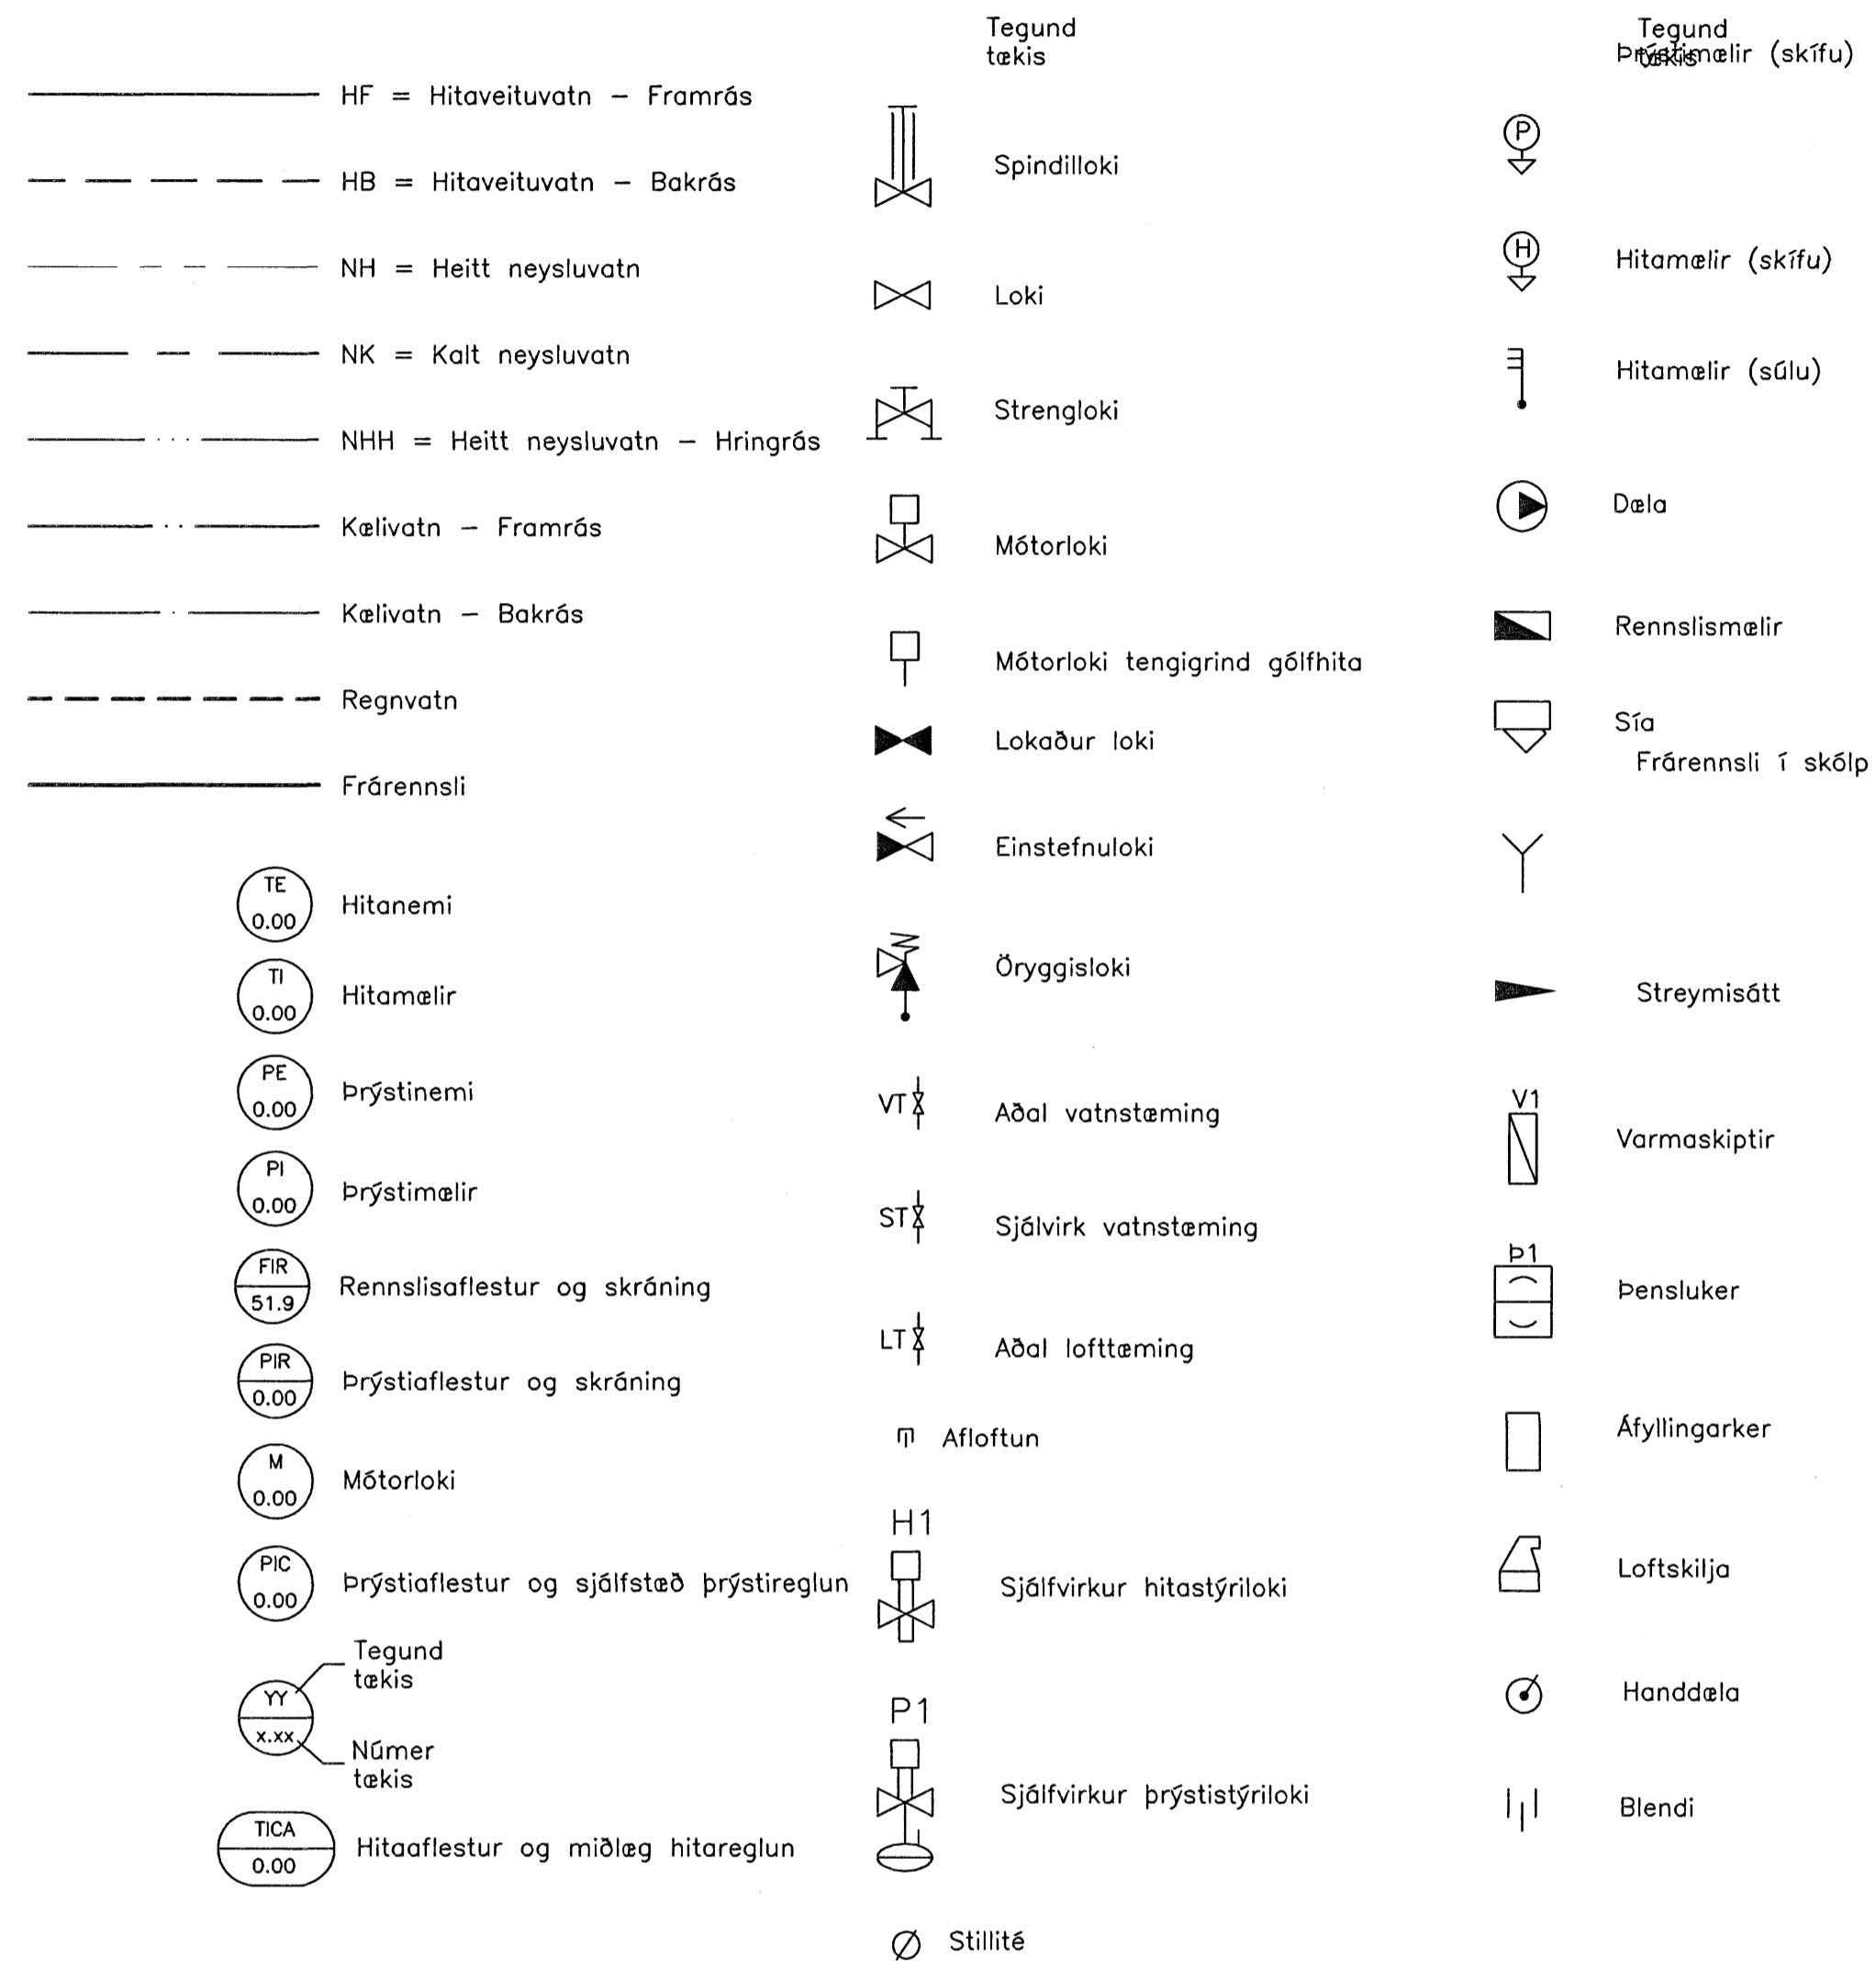 HF = Hitaveituvatn – Framrás
HB = Hitaveituvatn – Bakrás
NH = Heitt neysluvatn
NK = Kalt neysluvatn
NHH = Heitt neysluvatn – Hringrás
Kælivatn – Framrás
Kælivatn – Bakrás
Regnvatn
Frárennsli
TE
0.00
Hitanemi
TI
0.00
Hitamælir
PE
0.00
Þrýstinemi
PI
0.00
Þrýstimælir
FIR
51.9
Rennslisaflestur og skráning
PIR
0.00
Þrýstiaflestur og skráning
M
0.00
Mótorloki
PIC
0.00
Þrýstiaflestur og sjálfstæð þrýstireglun
Tegund
tækis
YY
x.xx
Númer
tækis
TICA
0.00
Hitaaflestur og miðlæg hitareglun
Tegund
tækis
Spindilloki
Loki
Strengloki
Mótorloki
Mótorloki tengigrind gólfhita
Lokaður loki
Einstefnuloki
Öryggisloki
VT
Aðal vatnstæming
ST
Sjálvirk vatnstæming
LT
Aðal lofttæming
Afloftun
H1
Sjálfvirkur hitastýriloki
P1
Sjálfvirkur þrýstistýriloki
Stillité
Tegund
tækis
Þrýstimælir (skífu)
P
H
Hitamælir (skífu)
Hitamælir (súlu)
Dæla
Rennslismælir
Sía
Frárennsli í skólp
Streymisátt
V1
Varmaskiptir
Þ1
Þensluker
Áfyllingarker
Loftskilja
Handdæla
Blendi